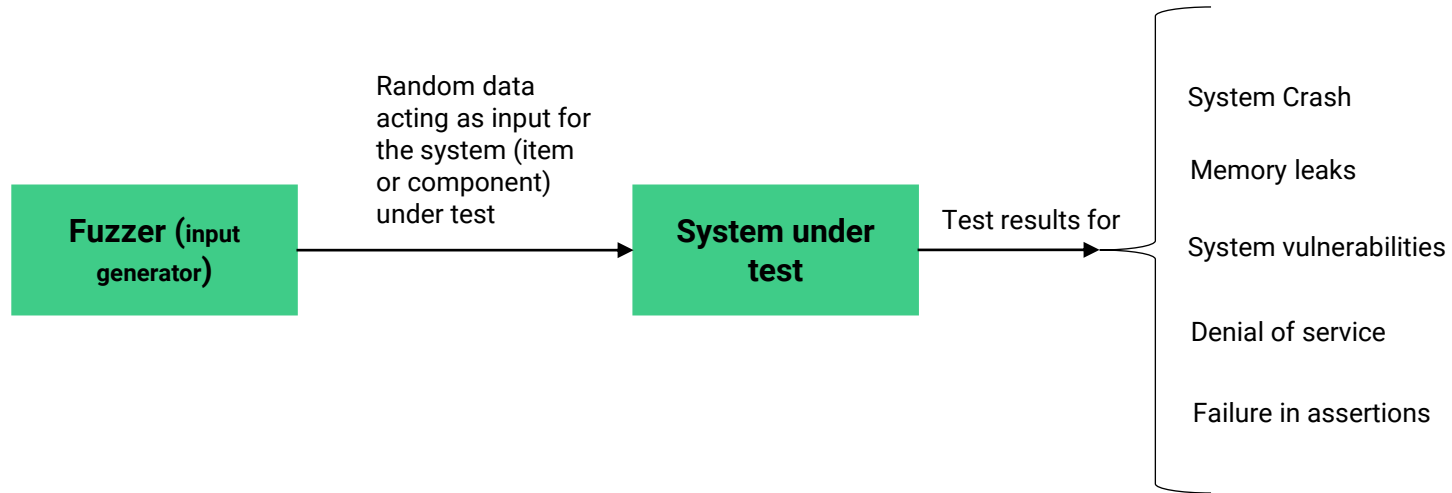 Random data
acting as input for
the system (item
or component)
under test
Fuzzer (input
generator)
System under
test
Test results for
System Crash
Memory leaks
System vulnerabilities
Denial of service
Failure in assertions